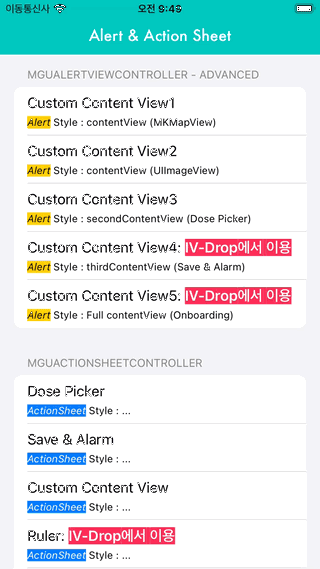 이동통신사 오전 9:48
Alert & Action Sheet
MGUALERTVIEWCONTROLLER - ADVANCED
Custom Content View1
Alert Style : contentView (MKMapView)
Custom Content View2
Alert Style : contentView (UIImageView)
Custom Content View3
Alert Style : secondContentView (Dose Picker)
Custom Content View4: IV-Drop에서 이용
Alert Style : thirdContentView (Save & Alarm)
Custom Content View5: IV-Drop에서 이용
Alert Style : Full contentView (Onboarding)
MGUACTIONSHEETCONTROLLER
Dose Picker
ActionSheet Style : ...
Save & Alarm
ActionSheet Style : ...
Custom Content View
ActionSheet Style : ...
Ruler: IV-Drop에서 이용
ActionSheet Style : ...